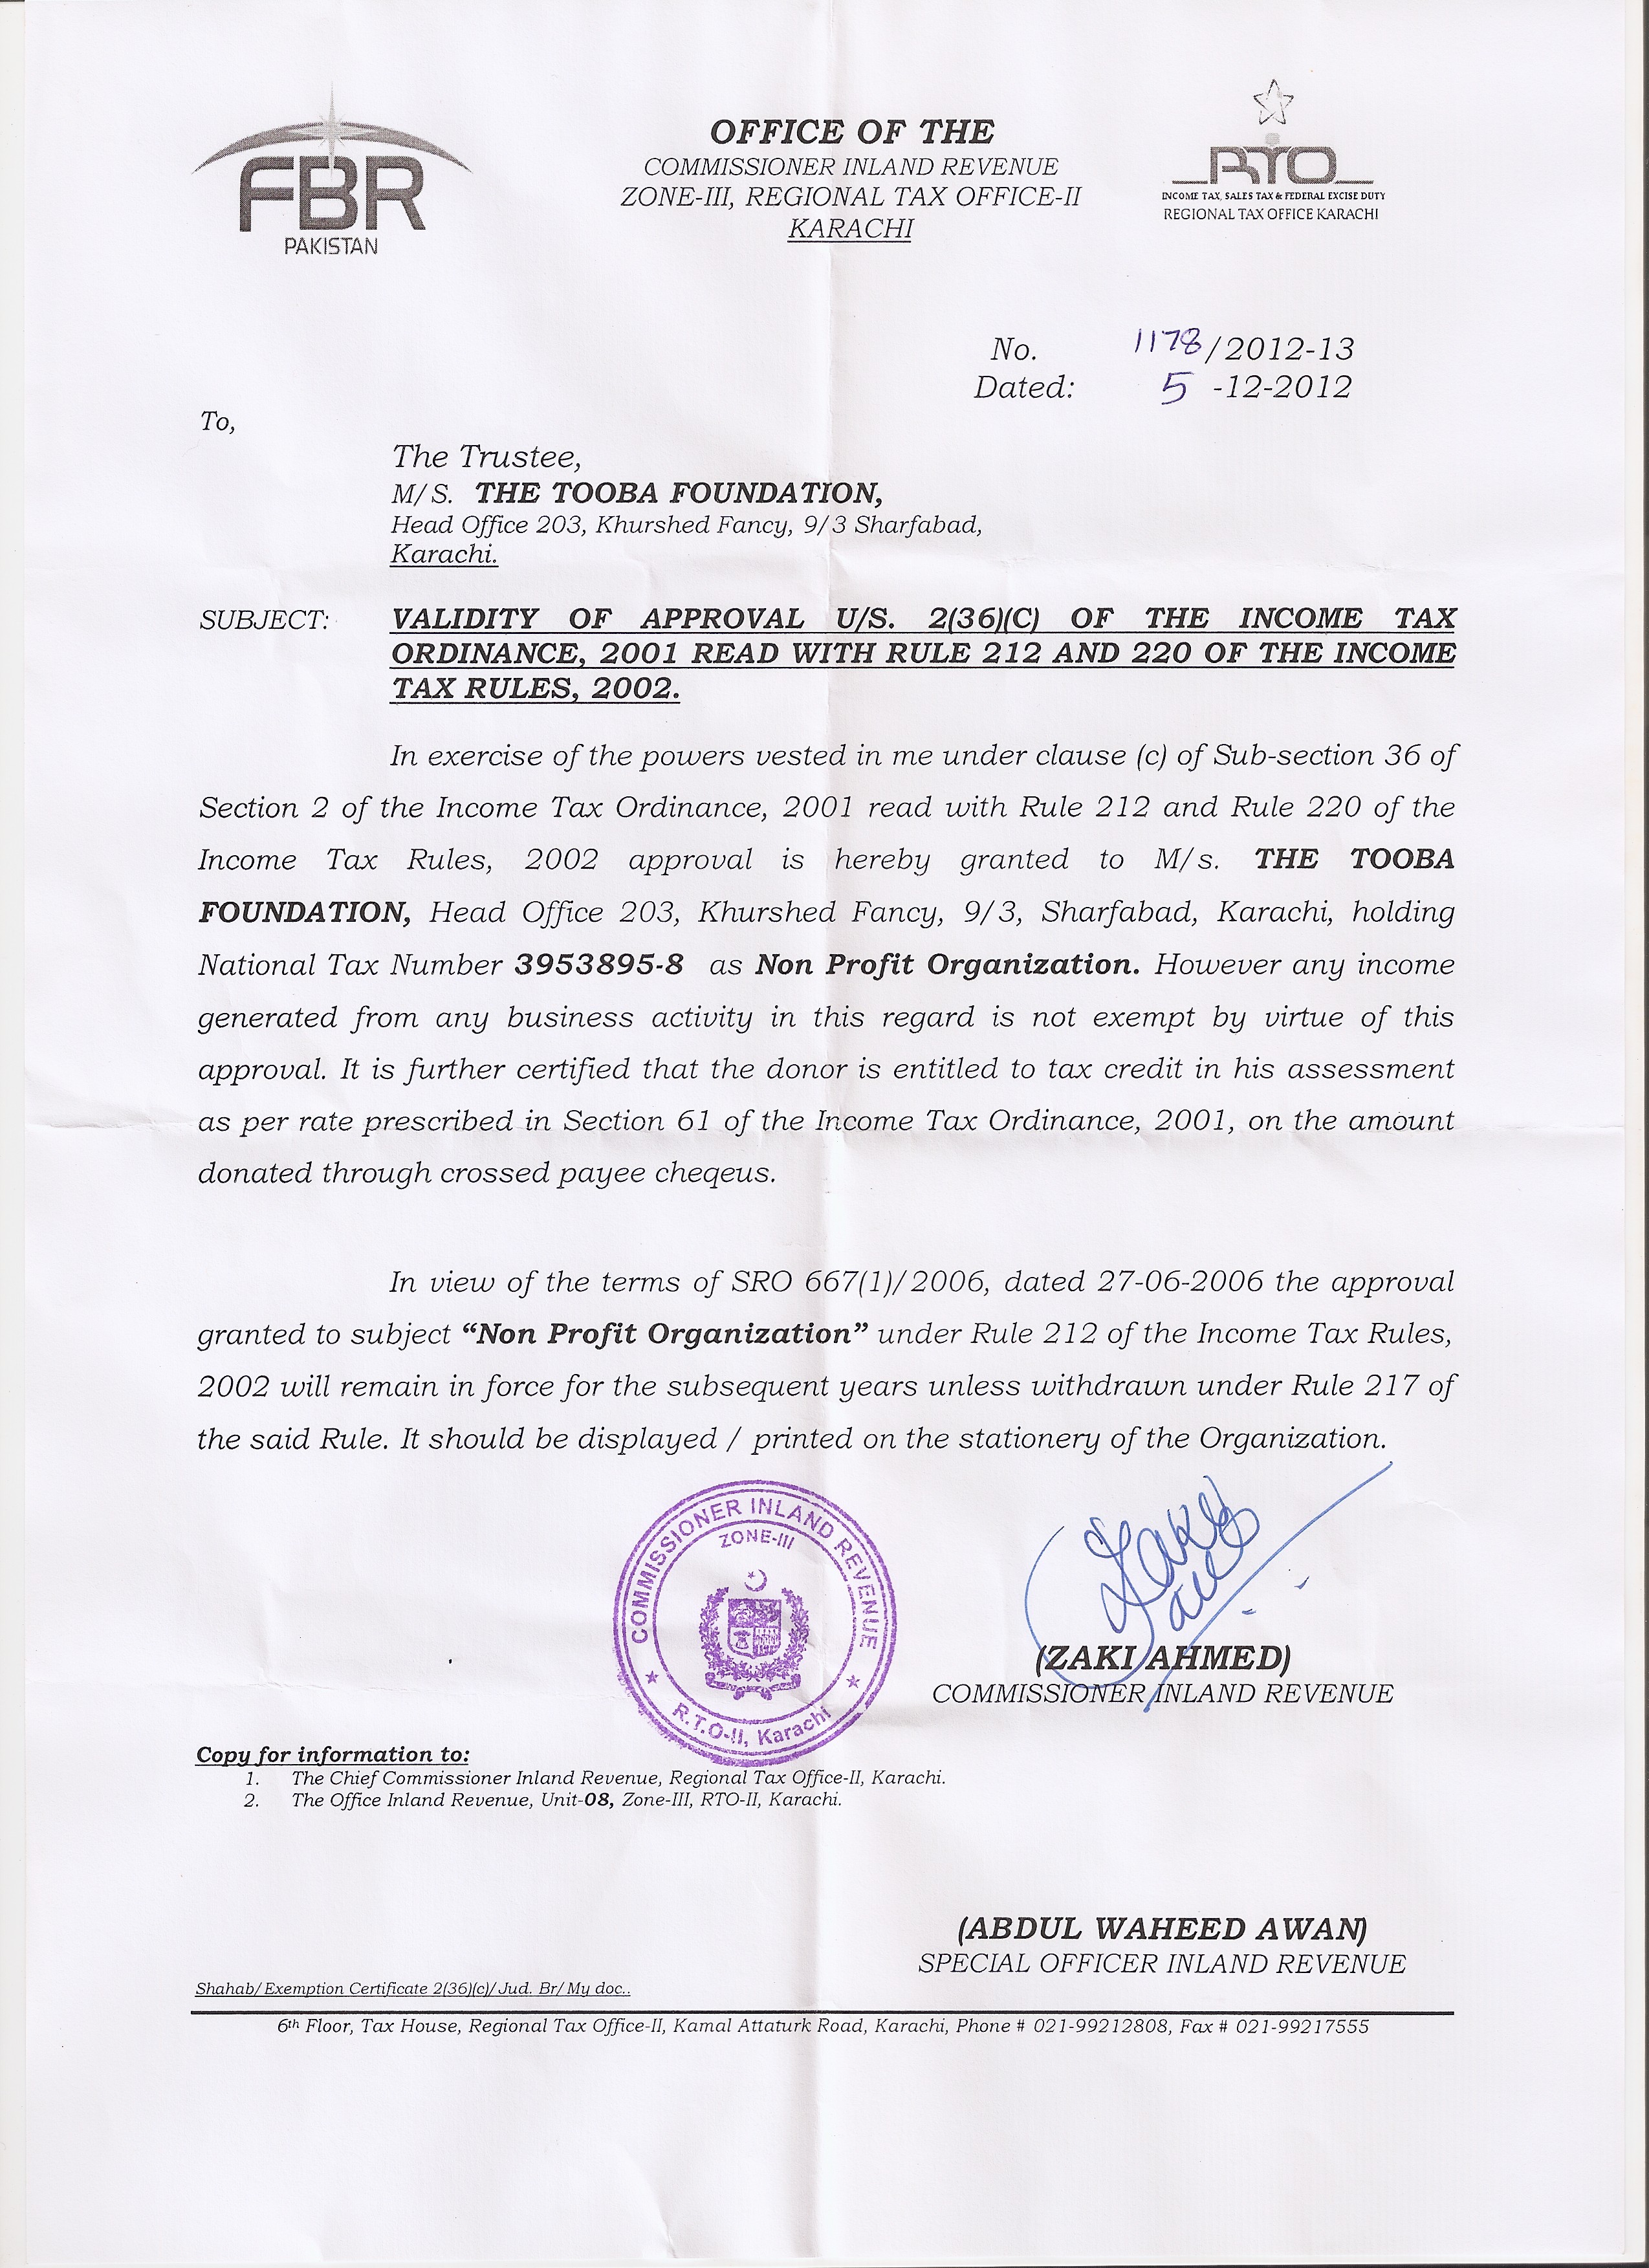 FBR
PAKISTAN
OFFICE OF THE
COMMISSIONER INLAND REVENUE
ZONE-III, REGIONAL TAX OFFICE-II
KARACHI
RTO
INCOME TAX, SALES TAX & FEDERAL EXCISE DUTY
REGIONAL TAX OFFICE KARACHI
No. 1178/2012-13
Dated: 5 -12-2012
To,
The Trustee,
M/S. THE TOOBA FOUNDATION,
Head Office 203, Khurshed Fancy, 9/3 Sharfabad,
Karachi.
SUBJECT: VALIDITY OF APPROVAL U/S. 2(36)(C) OF THE INCOME TAX
ORDINANCE, 2001 READ WITH RULE 212 AND 220 OF THE INCOME
TAX RULES, 2002.
In exercise of the powers vested in me under clause (c) of Sub-section 36 of
Section 2 of the Income Tax Ordinance, 2001 read with Rule 212 and Rule 220 of the
Income Tax Rules, 2002 approval is hereby granted to M/s. THE TOOBA
FOUNDATION, Head Office 203, Khurshed Fancy, 9/3, Sharfabad, Karachi, holding
National Tax Number 3953895-8 as Non Profit Organization. However any income
generated from any business activity in this regard is not exempt by virtue of this
approval. It is further certified that the donor is entitled to tax credit in his assessment
as per rate prescribed in Section 61 of the Income Tax Ordinance, 2001, on the amount
donated through crossed payee cheqeus.
In view of the terms of SRO 667(1)/2006, dated 27-06-2006 the approval
granted to subject “Non Profit Organization” under Rule 212 of the Income Tax Rules,
2002 will remain in force for the subsequent years unless withdrawn under Rule 217 of
the said Rule. It should be displayed / printed on the stationery of the Organization.
COMMISSIONER INLAND REVENUE
ZONE-III
R.T.O-II, Karachi
(ZAKI AHMED)
COMMISSIONER INLAND REVENUE
Copy for information to:
1. The Chief Commissioner Inland Revenue, Regional Tax Office-II, Karachi.
2. The Office Inland Revenue, Unit-08, Zone-III, RTO-II, Karachi.
(ABDUL WAHEED AWAN)
SPECIAL OFFICER INLAND REVENUE
Shahab/Exemption Certificate 2(36)(c)/Jud. Br/My doc..
6th Floor, Tax House, Regional Tax Office-II, Kamal Attaturk Road, Karachi, Phone # 021-99212808, Fax # 021-99217555